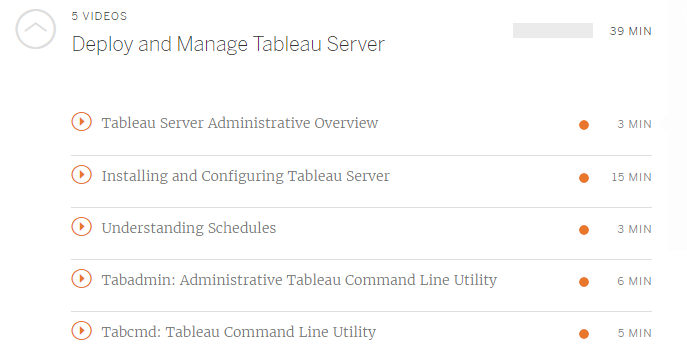 5 VIDEOS
Deploy and Manage Tableau Server
39 MIN
Tableau Server Administrative Overview
3 MIN
Installing and Configuring Tableau Server
15 MIN
Understanding Schedules
3 MIN
Tabadmin: Administrative Tableau Command Line Utility
6 MIN
Tabcmd: Tableau Command Line Utility
5 MIN